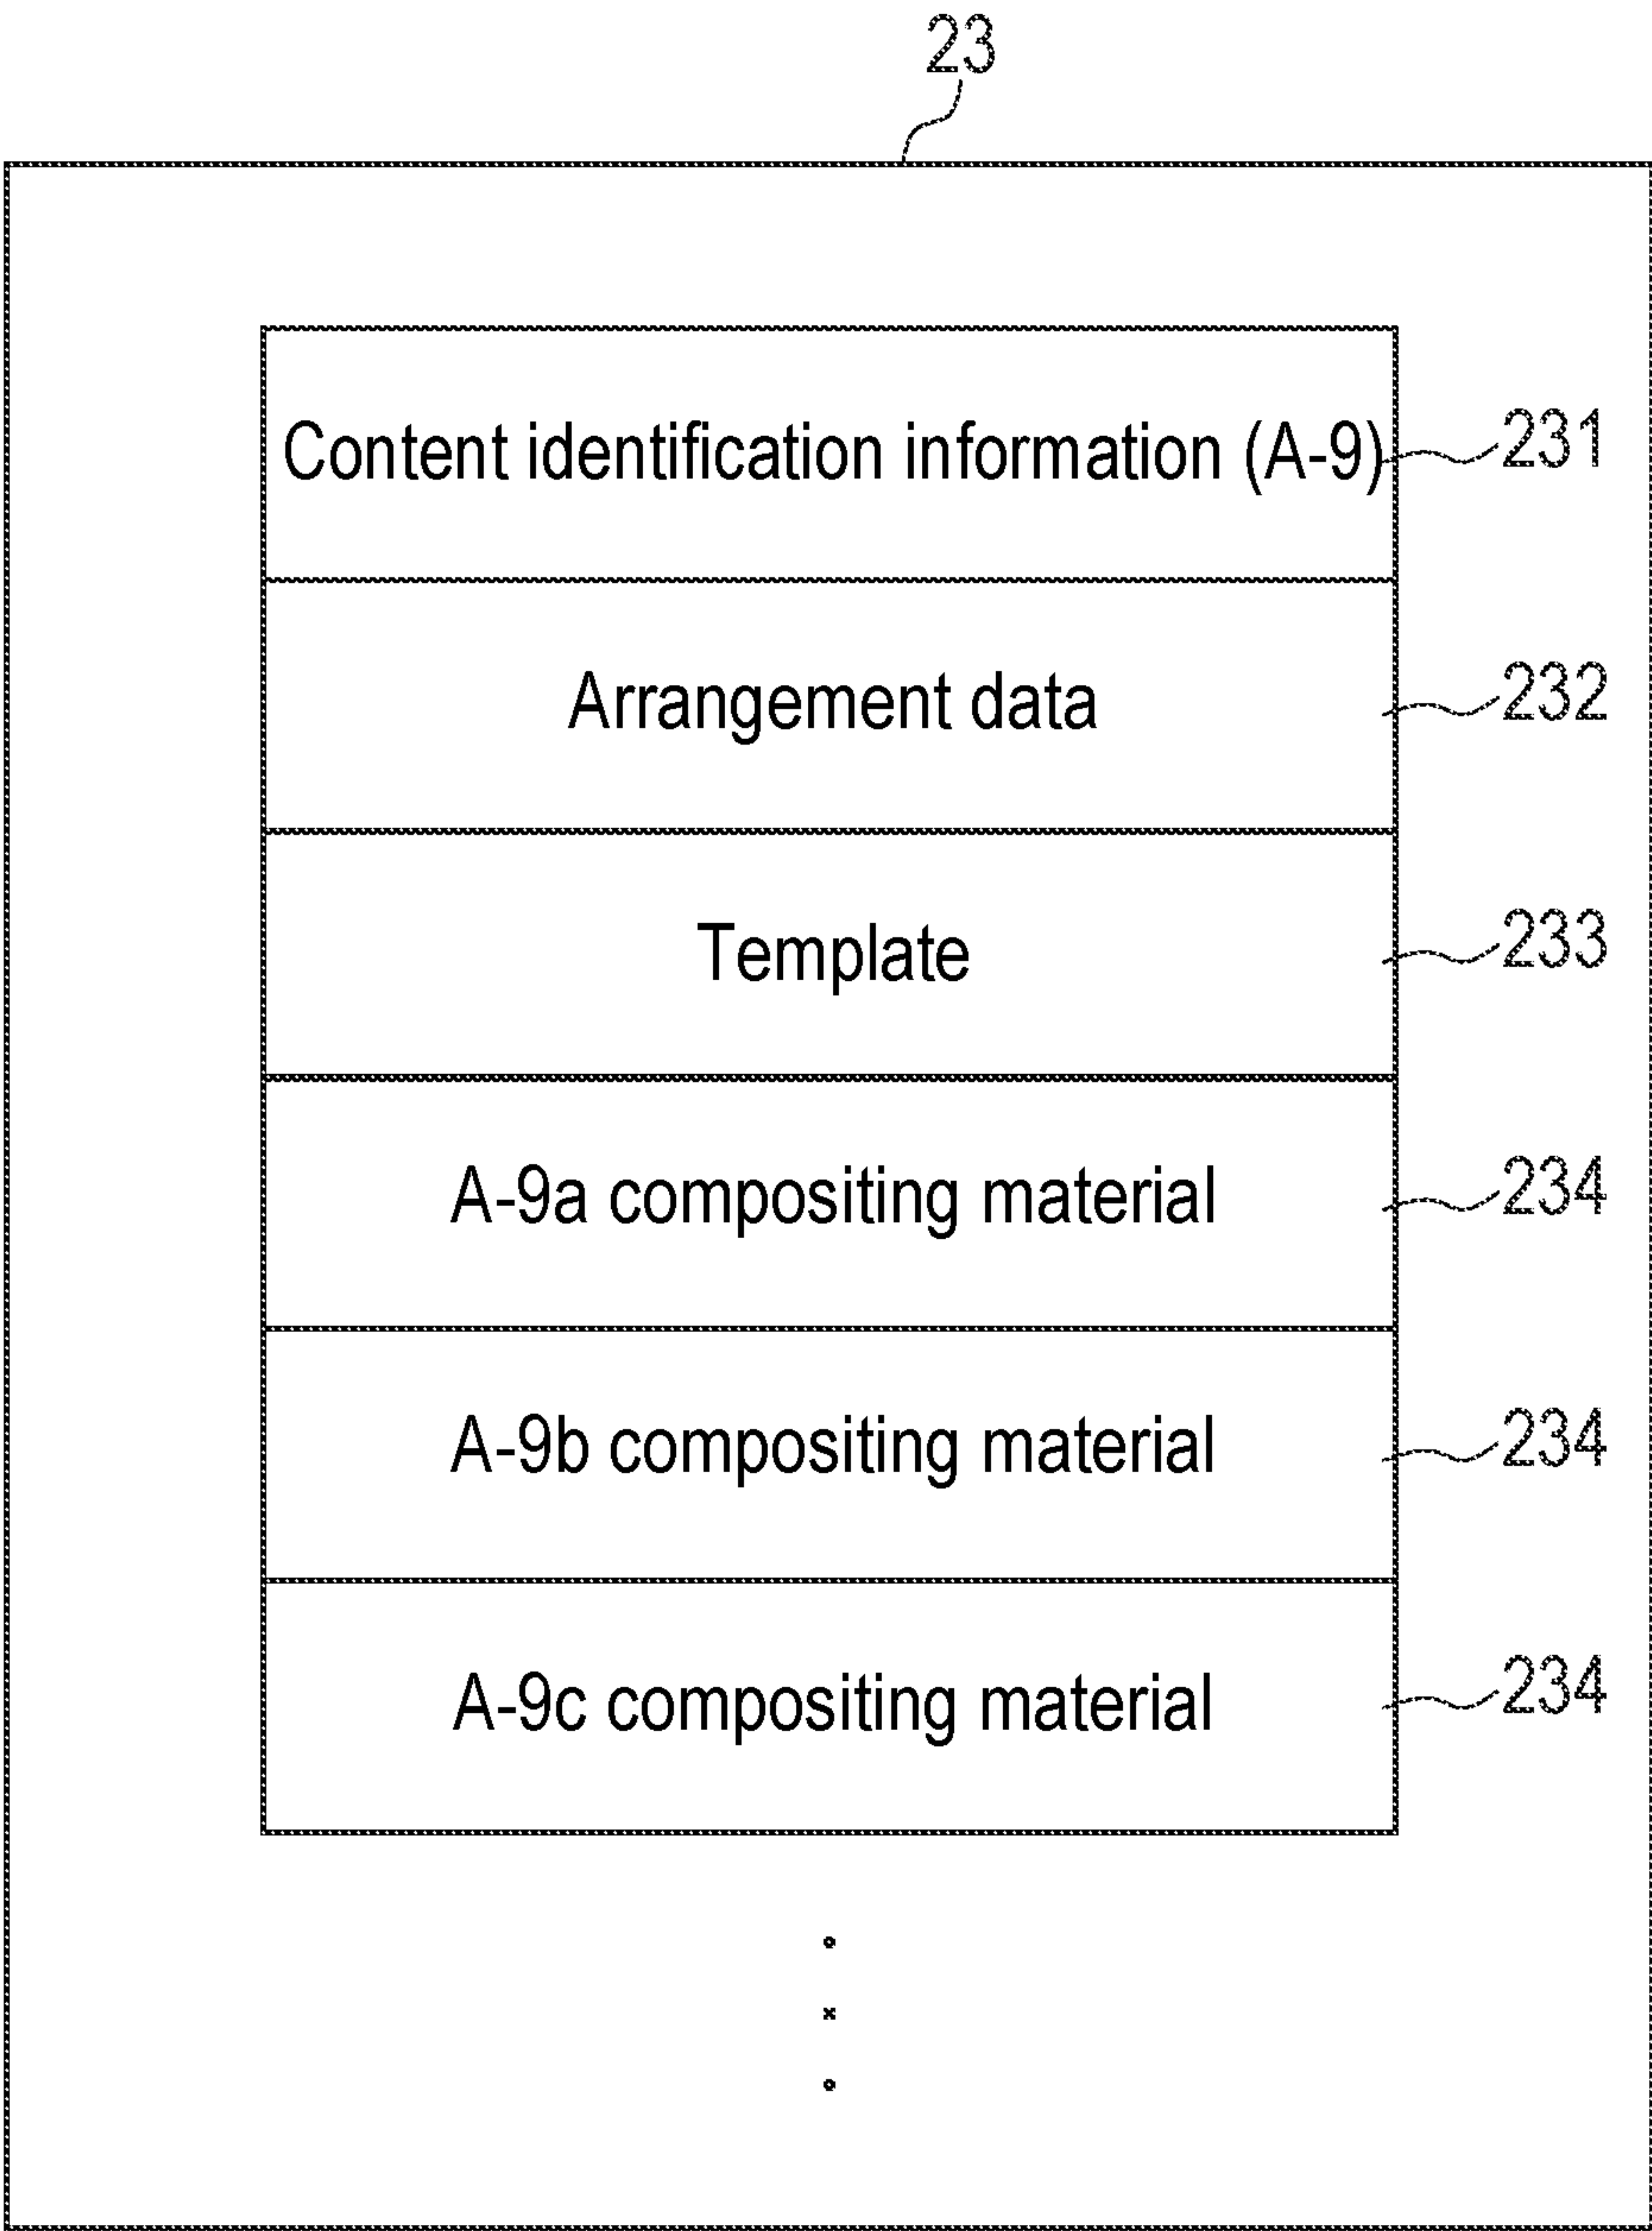 23
Content identification information (A-9) 231
Arrangement data 232
Template 233
A-9a compositing material 234
A-9b compositing material 234
A-9c compositing material 234